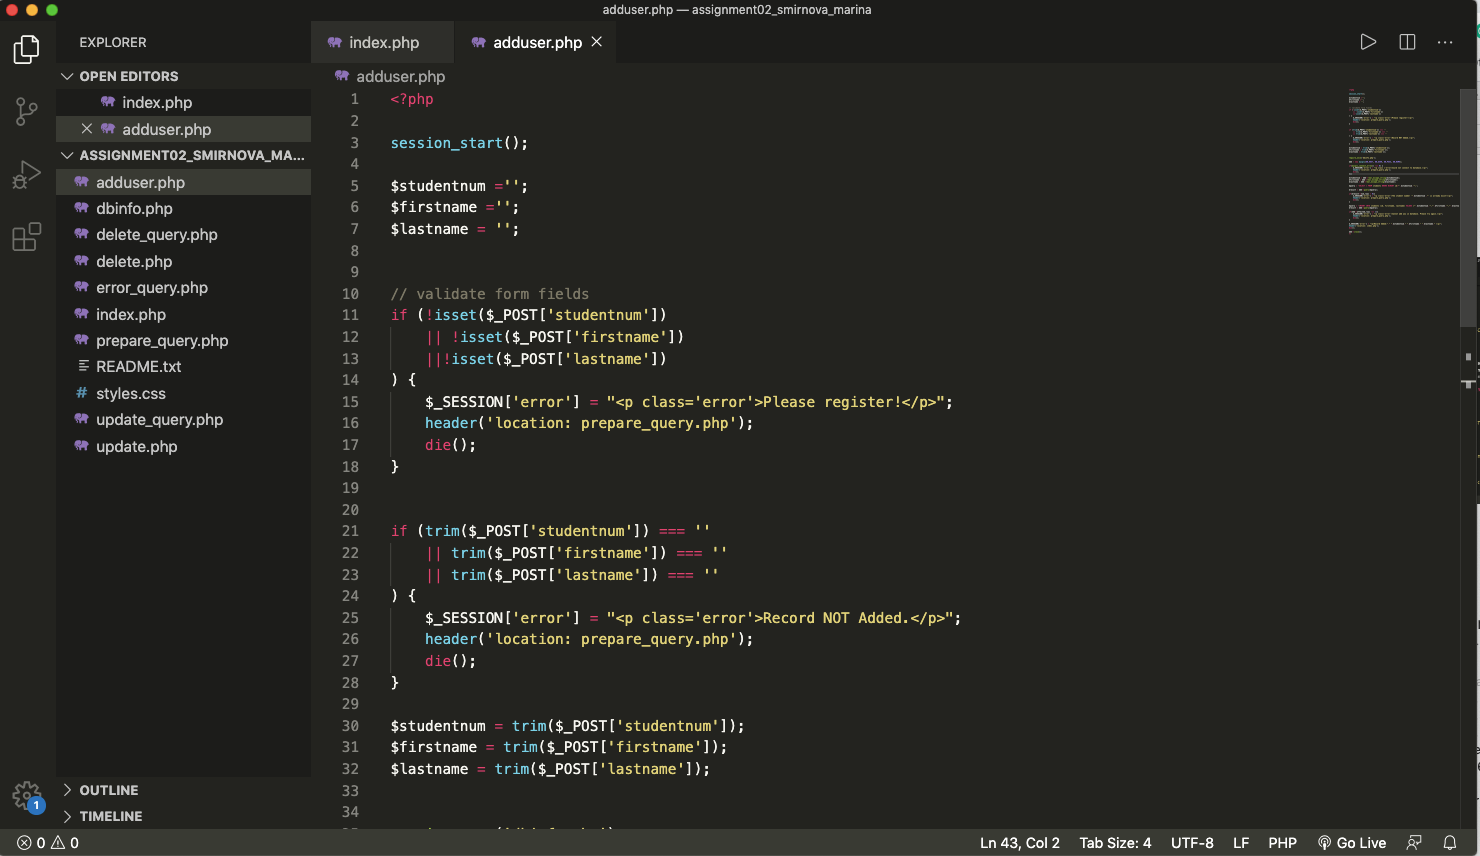 adduser.php — assignment02_smirnova_marina
EXPLORER
index.php
adduser.php
OPEN EDITORS
index.php
adduser.php
ASSIGNMENT02_SMIRNOVA_MA...
adduser.php
dbinfo.php
delete_query.php
delete.php
error_query.php
index.php
prepare_query.php
README.txt
# styles.css
update_query.php
update.php
OUTLINE
TIMELINE
adduser.php
1 <?php
2
3 session_start();
4
5 $studentnum ='';
6 $firstname ='';
7 $lastname = '';
8
9
10 // validate form fields
11 if (!isset($_POST['studentnum'])
12 || !isset($_POST['firstname'])
13 ||!isset($_POST['lastname'])
14 ) {
15 $_SESSION['error'] = "<p class='error'>Please register!</p>";
16 header('location: prepare_query.php');
17 die();
18 }
19
20
21 if (trim($_POST['studentnum']) === ''
22 || trim($_POST['firstname']) === ''
23 || trim($_POST['lastname']) === ''
24 ) {
25 $_SESSION['error'] = "<p class='error'>Record NOT Added.</p>";
26 header('location: prepare_query.php');
27 die();
28 }
29
30 $studentnum = trim($_POST['studentnum']);
31 $firstname = trim($_POST['firstname']);
32 $lastname = trim($_POST['lastname']);
33
34
1
0 0
Ln 43, Col 2 Tab Size: 4 UTF-8 LF PHP Go Live